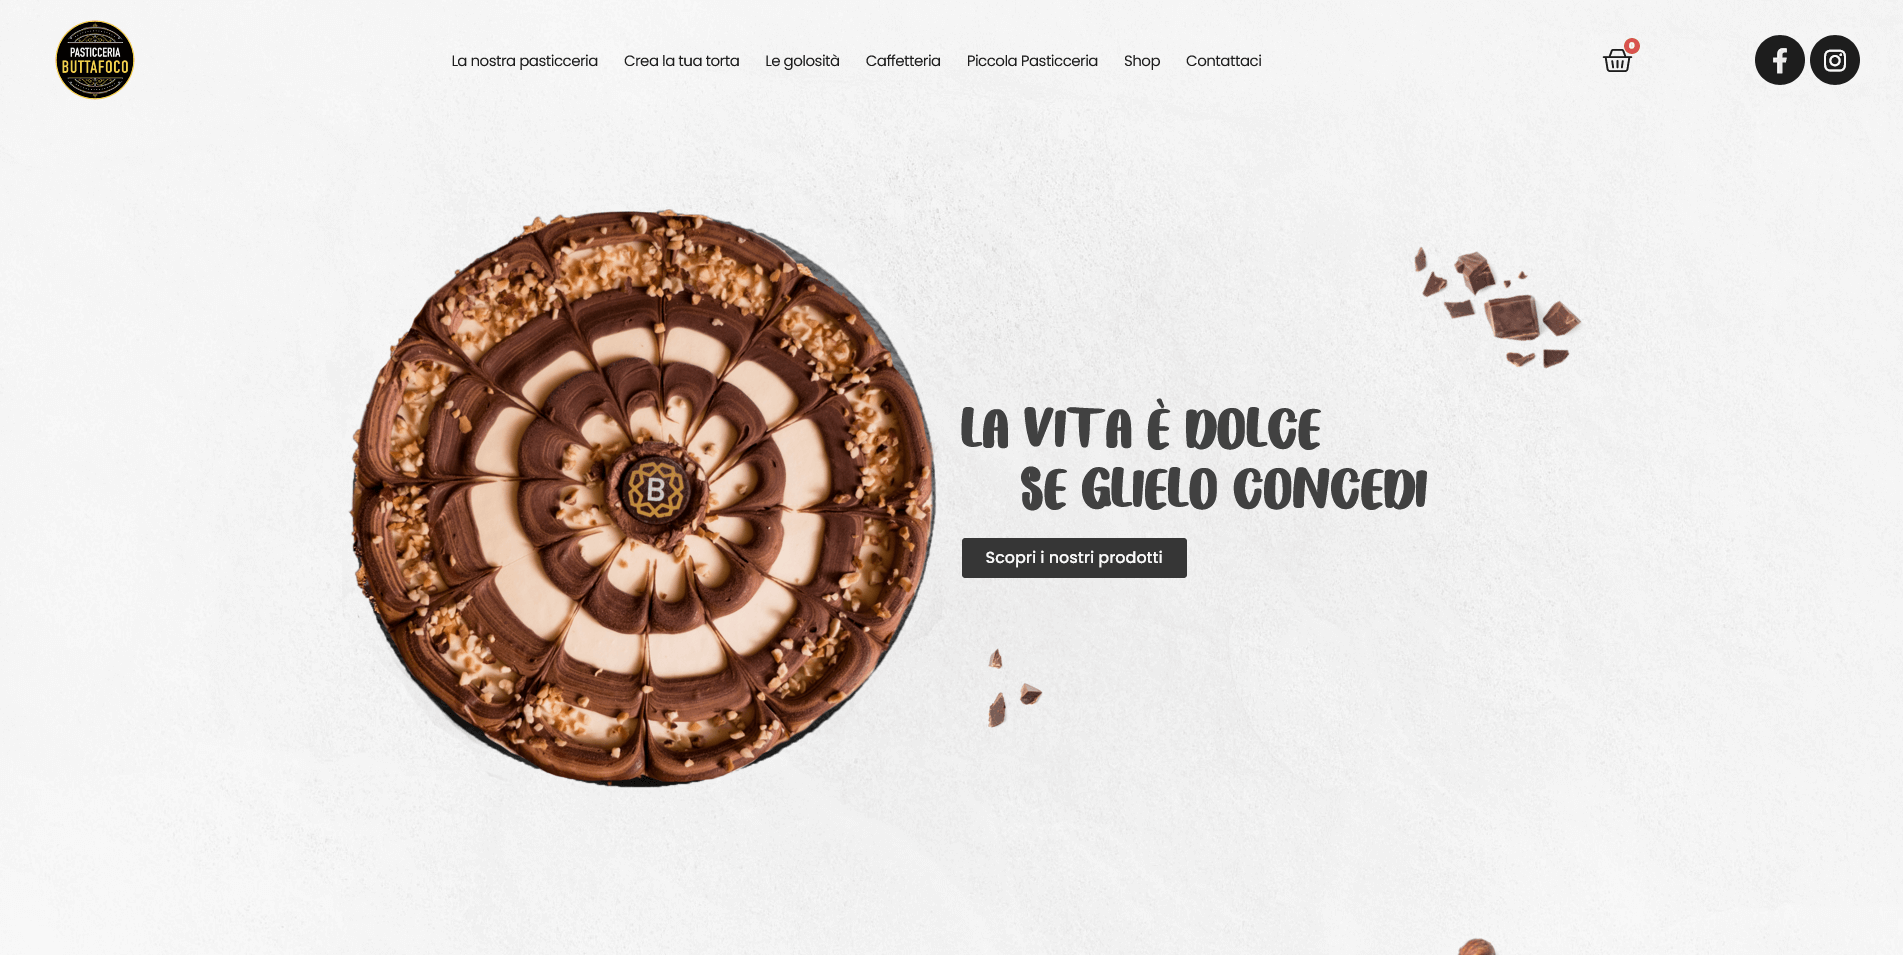 PASTICCERIA
BUTTAFOCO
La nostra pasticceria
Crea la tua torta
Le golosità
Caffetteria
Piccola Pasticceria
Shop
Contattaci
0
B
LA VITA È DOLCE
SE GLIELO CONCEDI
Scopri i nostri prodotti